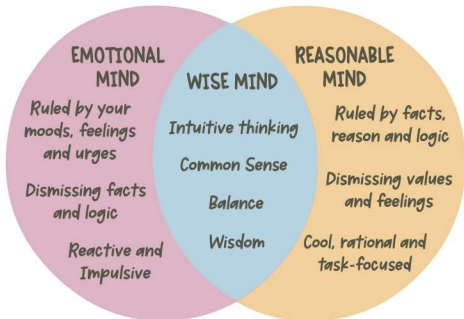 EMOTIONAL
MIND
Ruled by your
moods, feelings
and urges
Dismissing facts
and logic
Reactive and
Impulsive
WISE MIND
Intuitive thinking
Common Sense
Balance
Wisdom
REASONABLE
MIND
Ruled by facts,
reason and logic
Dismissing values
and feelings
Cool, rational and
task-focused